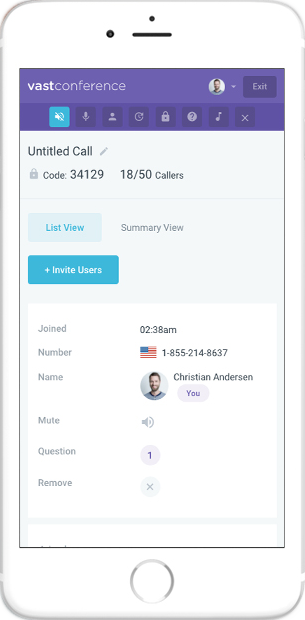 vastconference
Exit
Untitled Call
Code: 34129 18/50 Callers
List View Summary View
+ Invite Users
Joined 02:38am
Number 1-855-214-8637
Name Christian Andersen
You
Mute
Question 1
Remove